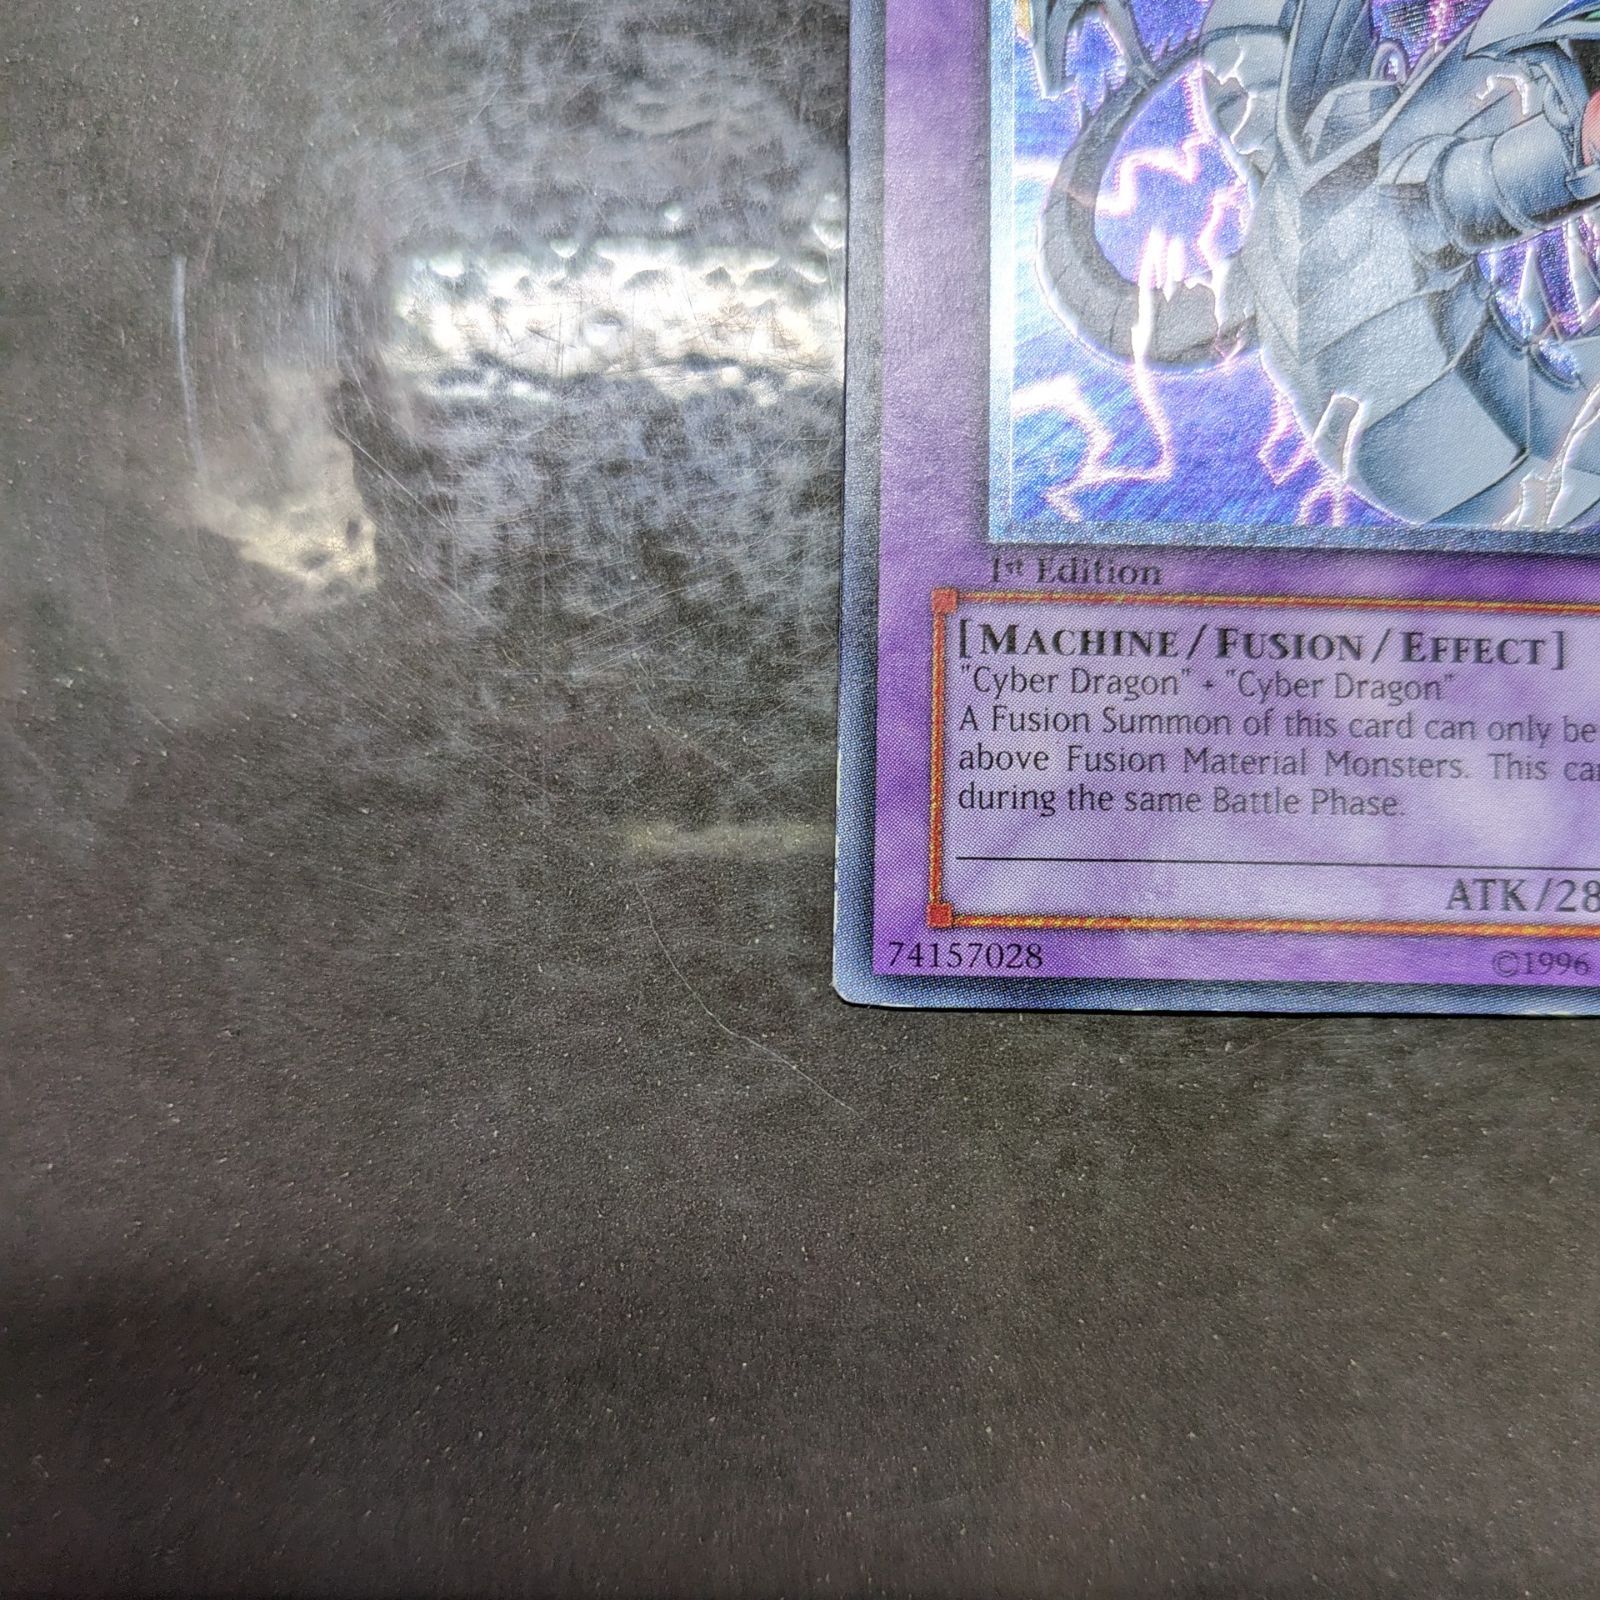 1st Edition
[MACHINE/FUSION/EFFECT]
"Cyber Dragon" + "Cyber Dragon"
A Fusion Summon of this card can only be
above Fusion Material Monsters. This
during the same Battle Phase.
ATK/28
74157028
©1996